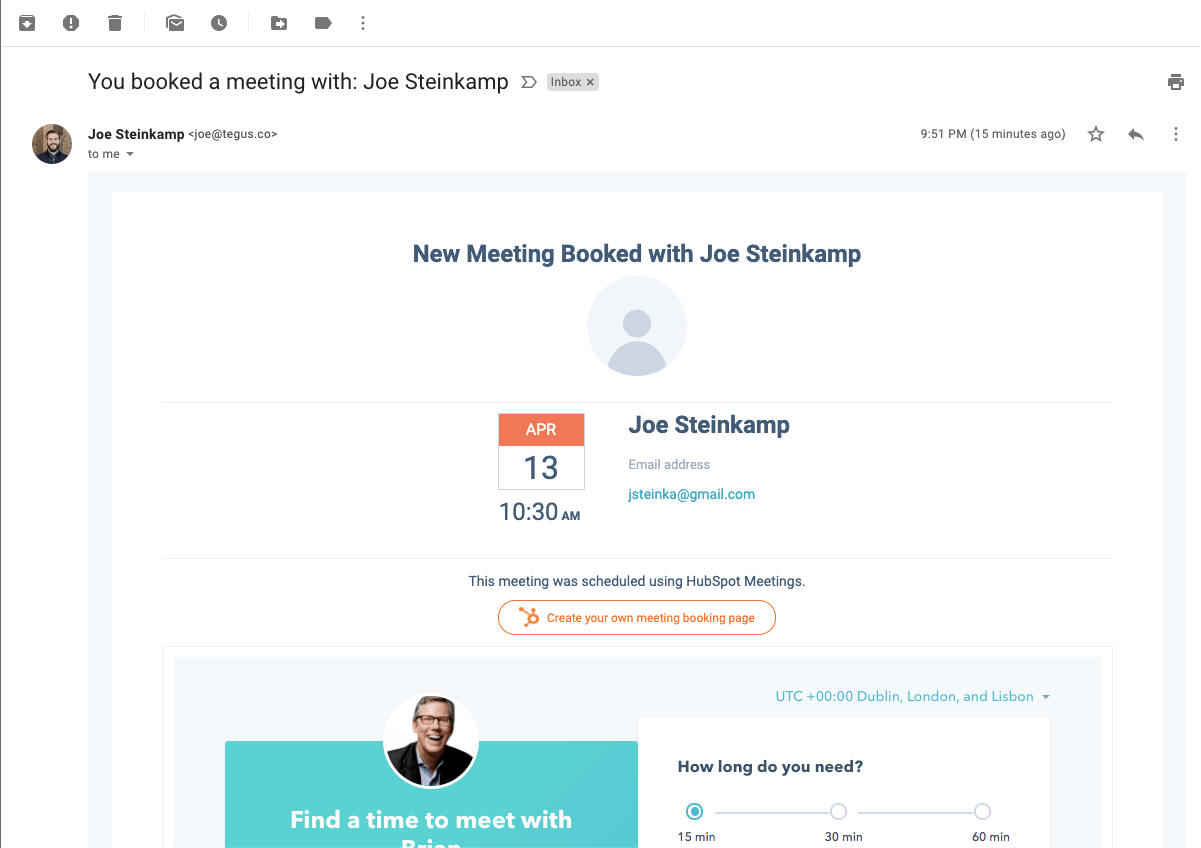 You booked a meeting with: Joe Steinkamp
Inbox ×
Joe Steinkamp <joe@tegus.co>
9:51 PM (15 minutes ago)
to me
New Meeting Booked with Joe Steinkamp
APR
13
10:30 AM
Joe Steinkamp
Email address
jsteinka@gmail.com
This meeting was scheduled using HubSpot Meetings.
Create your own meeting booking page
UTC +00:00 Dublin, London, and Lisbon
Find a time to meet with
Brian
How long do you need?
15 min 30 min 60 min